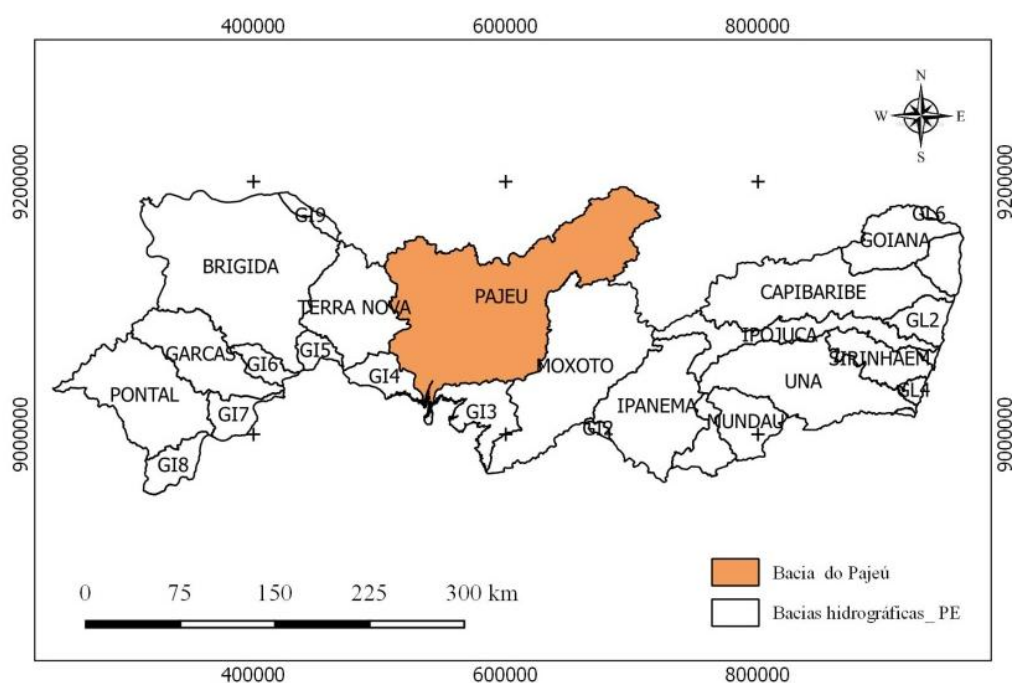 400000 600000 800000
N
W E
S
9200000 9200000
GI9
GL6
GOIANA
BRIGIDA
PAJEU
CAPIBARIBE
TERRA NOVA
GL2
IPOJUCA
GI5
GARCAS
GI6
SIRINHAEM
MOXOTO
GI4
UNA
GL4
PONTAL
IPANEMA
GI7
GI3
MUNDAU
GI2
9000000 9000000
GI8
0 75 150 225 300 km
Bacia do Pajeú
Bacias hidrográficas_ PE
400000 600000 800000